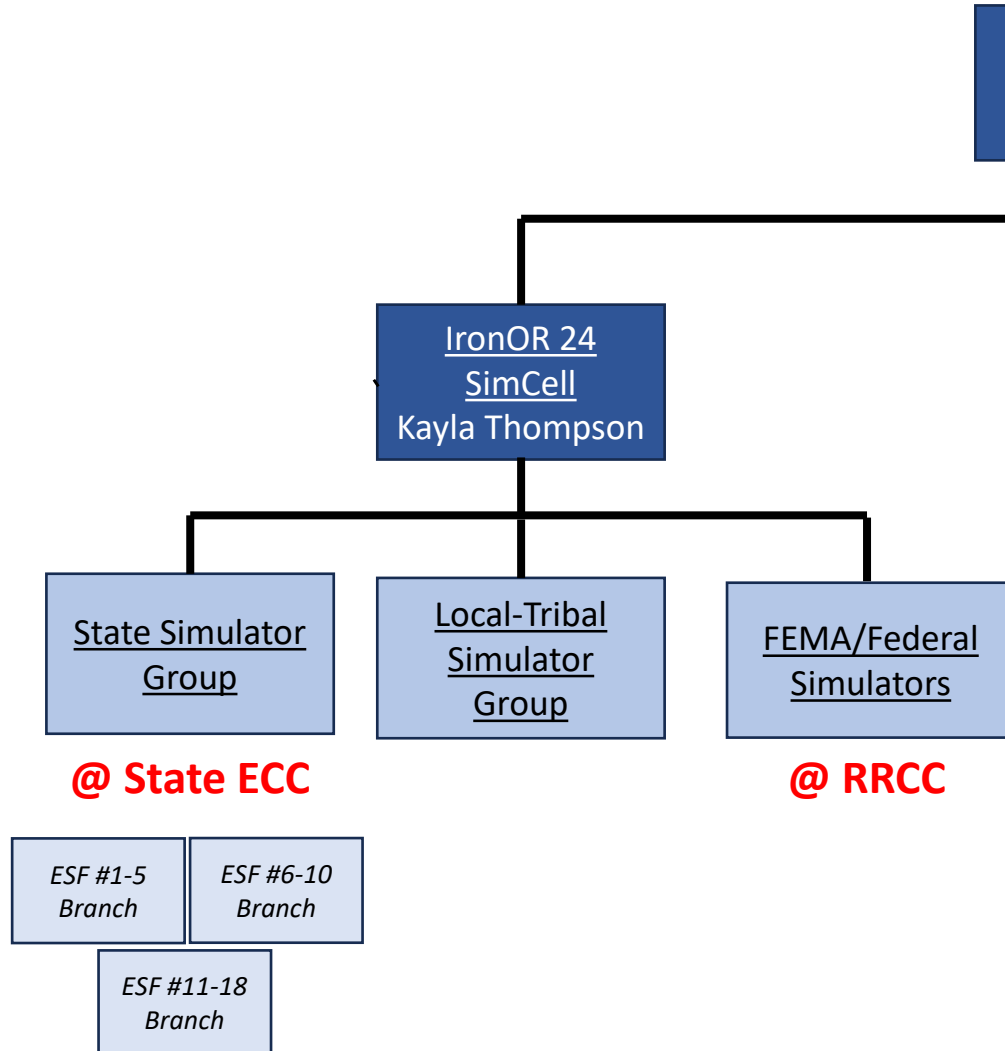 IronOR 24
SimCell
Kayla Thompson
State Simulator
Group
Local-Tribal
Simulator
Group
FEMA/Federal
Simulators
@ State ECC
@ RRCC
ESF #1-5
Branch
ESF #6-10
Branch
ESF #11-18
Branch